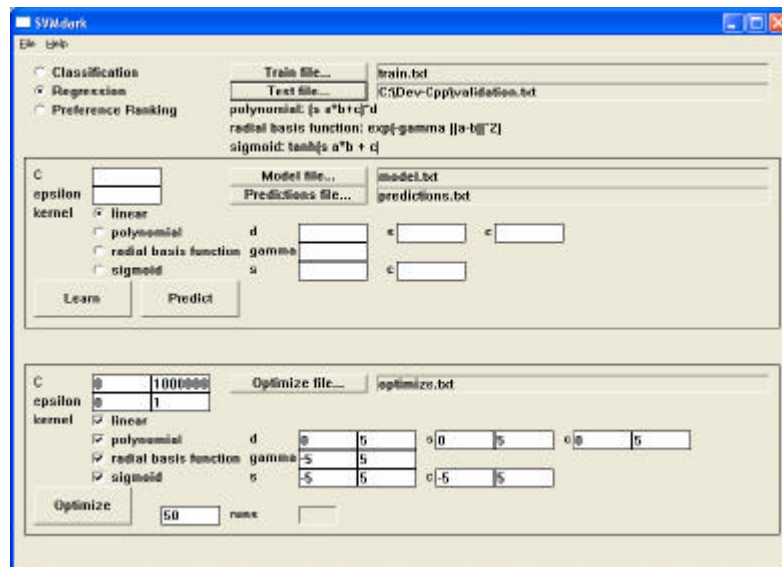 SVMdark
File Help
Classification Train file... train.txt
Regression Test file... C:\Dev-Cpp\validation.txt
Preference Ranking polynomial: (s a*b+c)^d
radial basis function: exp(-gamma ||a-b||^2)
sigmoid: tanh(s a*b + c)
C Model file... model.txt
epsilon Predictions file... predictions.txt
kernel linear
polynomial d s c
radial basis function gamma
sigmoid s c
Learn Predict
C 0 1000000 Optimize file... optimize.txt
epsilon 0 1
kernel linear
polynomial d 0 5 s 0 5 c 0 5
radial basis function gamma -5 5
sigmoid s -5 5 c -5 5
Optimize 50 runs